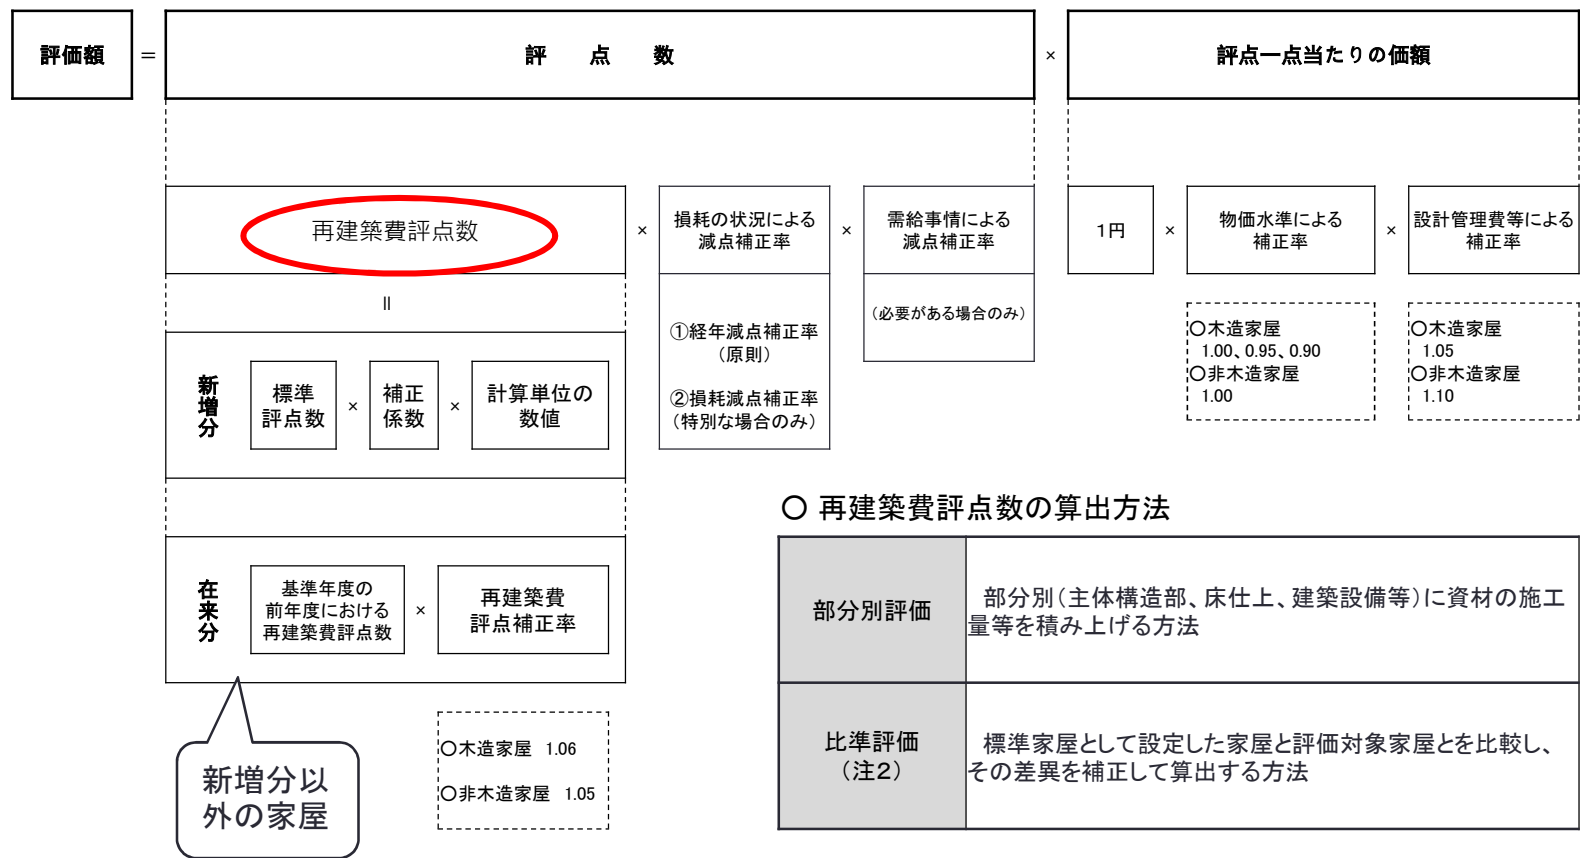 評価額
＝
評　点　数
×
評点一点当たりの価額
再建築費評点数
×
損耗の状況による
減点補正率
×
需給事情による
減点補正率
1円
×
物価水準による
補正率
×
設計管理費等による
補正率
＝
①経年減点補正率
（原則）
②損耗減点補正率
（特別な場合のみ）
（必要がある場合のみ）
〇木造家屋
1.00、0.95、0.90
〇非木造家屋
1.00
〇木造家屋
1.05
〇非木造家屋
1.10
新増分
標準
評点数
×
補正
係数
×
計算単位の
数値
在来分
基準年度の
前年度における
再建築費評点数
×
再建築費
評点補正率
〇木造家屋　1.06
〇非木造家屋　1.05
新増分以
外の家屋
〇 再建築費評点数の算出方法
部分別評価
部分別（主体構造部、床仕上、建築設備等）に資材の施工
量等を積み上げる方法
比準評価
（注2）
標準家屋として設定した家屋と評価対象家屋とを比較し、
その差異を補正して算出する方法